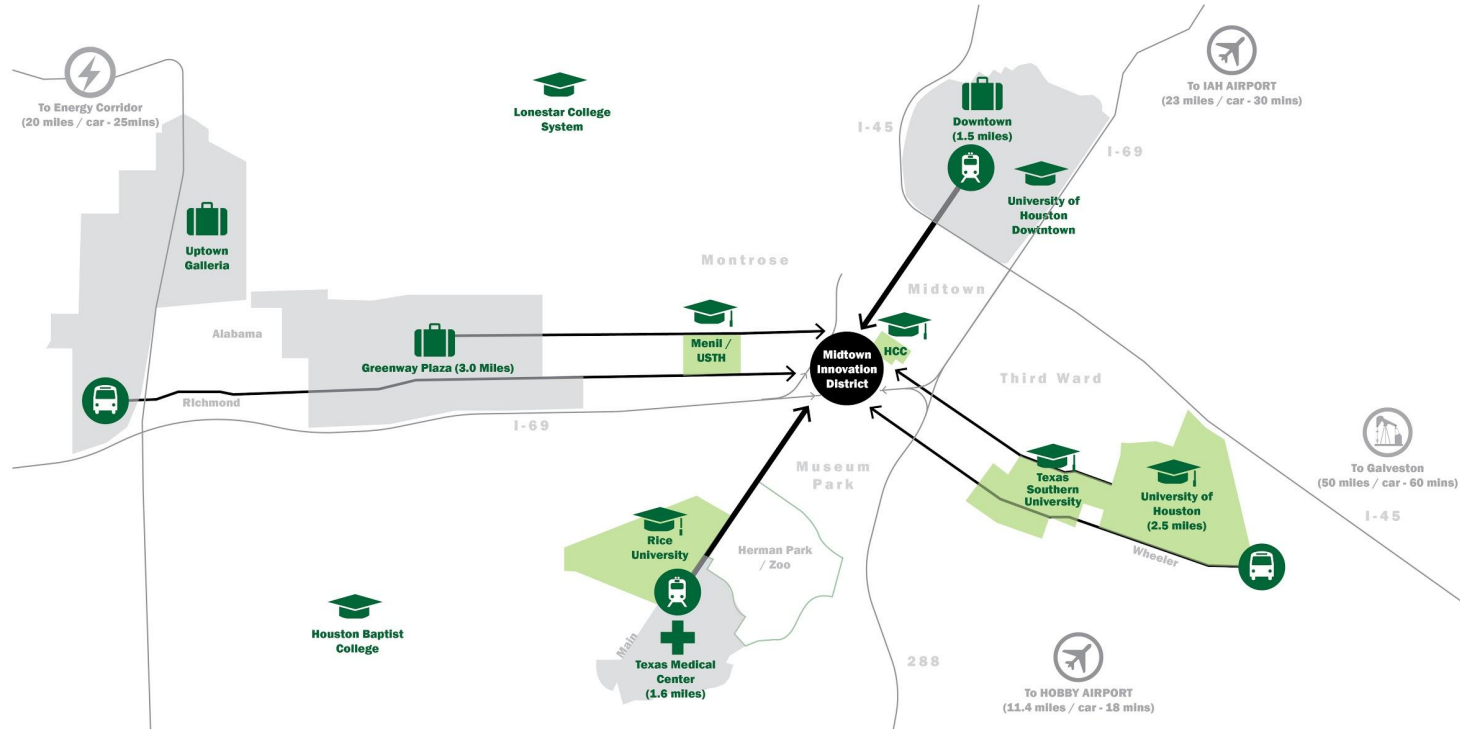 To Energy Corridor
(20 miles / car - 25mins)
Lonestar College
System
I-45
Downtown
(1.5 miles)
To IAH AIRPORT
(23 miles / car - 30 mins)
I-69
University of
Houston
Downtown
Uptown
Galleria
Montrose
Midtown
Alabama
Greenway Plaza (3.0 Miles)
Menil /
USTH
Midtown
Innovation
District
HCC
Third Ward
Richmond
I-69
Museum
Park
To Galveston
(50 miles / car - 60 mins)
I-45
Texas
Southern
University
University of
Houston
(2.5 miles)
Wheeler
Rice
University
Herman Park
/ Zoo
Houston Baptist
College
Main
Texas Medical
Center
(1.6 miles)
288
To HOBBY AIRPORT
(11.4 miles / car - 18 mins)